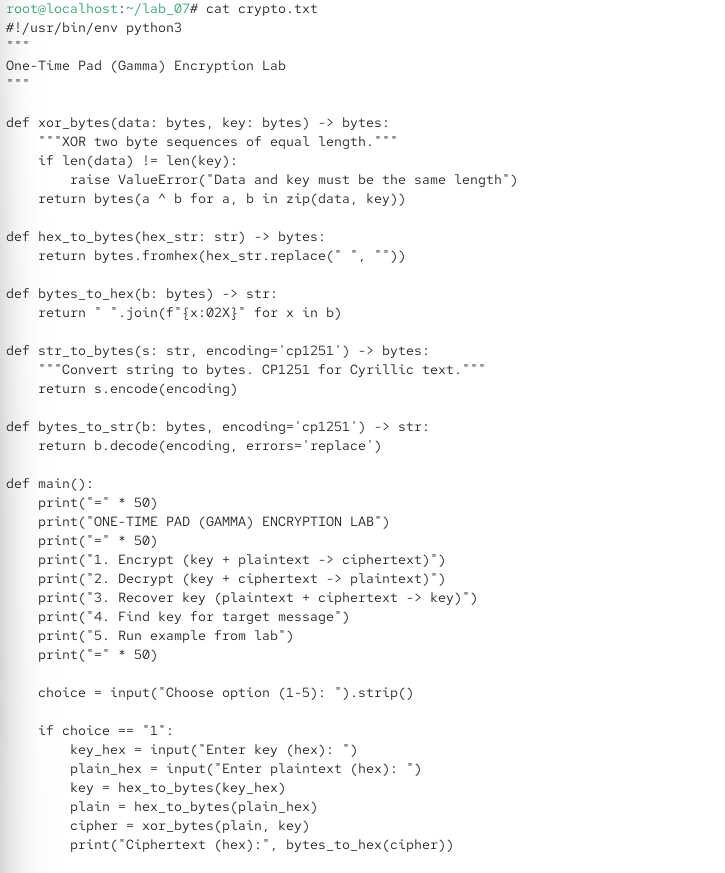 root@localhost:~/lab_07# cat crypto.txt
#!/usr/bin/env python3
"""
One-Time Pad (Gamma) Encryption Lab
"""

def xor_bytes(data: bytes, key: bytes) -> bytes:
    """XOR two byte sequences of equal length."""
    if len(data) != len(key):
        raise ValueError("Data and key must be the same length")
    return bytes(a ^ b for a, b in zip(data, key))

def hex_to_bytes(hex_str: str) -> bytes:
    return bytes.fromhex(hex_str.replace(" ", ""))

def bytes_to_hex(b: bytes) -> str:
    return " ".join(f"{x:02X}" for x in b)

def str_to_bytes(s: str, encoding='cp1251') -> bytes:
    """Convert string to bytes. CP1251 for Cyrillic text."""
    return s.encode(encoding)

def bytes_to_str(b: bytes, encoding='cp1251') -> str:
    return b.decode(encoding, errors='replace')

def main():
    print("=" * 50)
    print("ONE-TIME PAD (GAMMA) ENCRYPTION LAB")
    print("=" * 50)
    print("1. Encrypt (key + plaintext -> ciphertext)")
    print("2. Decrypt (key + ciphertext -> plaintext)")
    print("3. Recover key (plaintext + ciphertext -> key)")
    print("4. Find key for target message")
    print("5. Run example from lab")
    print("=" * 50)

    choice = input("Choose option (1-5): ").strip()

    if choice == "1":
        key_hex = input("Enter key (hex): ")
        plain_hex = input("Enter plaintext (hex): ")
        key = hex_to_bytes(key_hex)
        plain = hex_to_bytes(plain_hex)
        cipher = xor_bytes(plain, key)
        print("Ciphertext (hex):", bytes_to_hex(cipher))